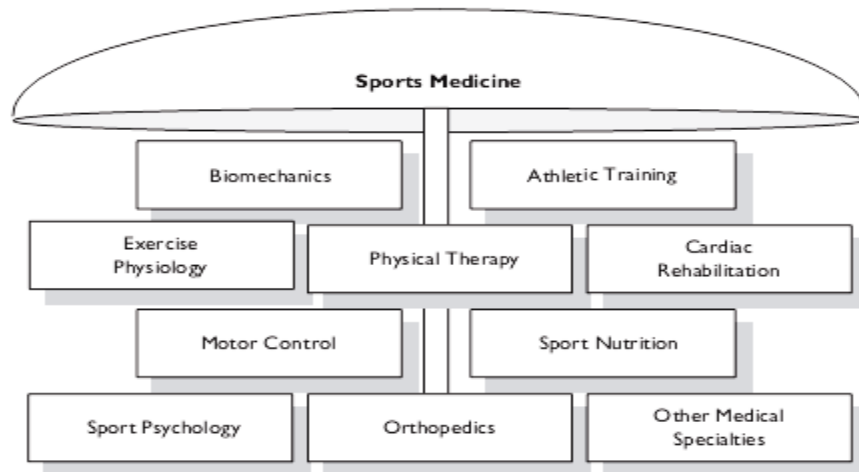 Sports Medicine
Biomechanics
Athletic Training
Exercise
Physiology
Physical Therapy
Cardiac
Rehabilitation
Motor Control
Sport Nutrition
Sport Psychology
Orthopedics
Other Medical
Specialties